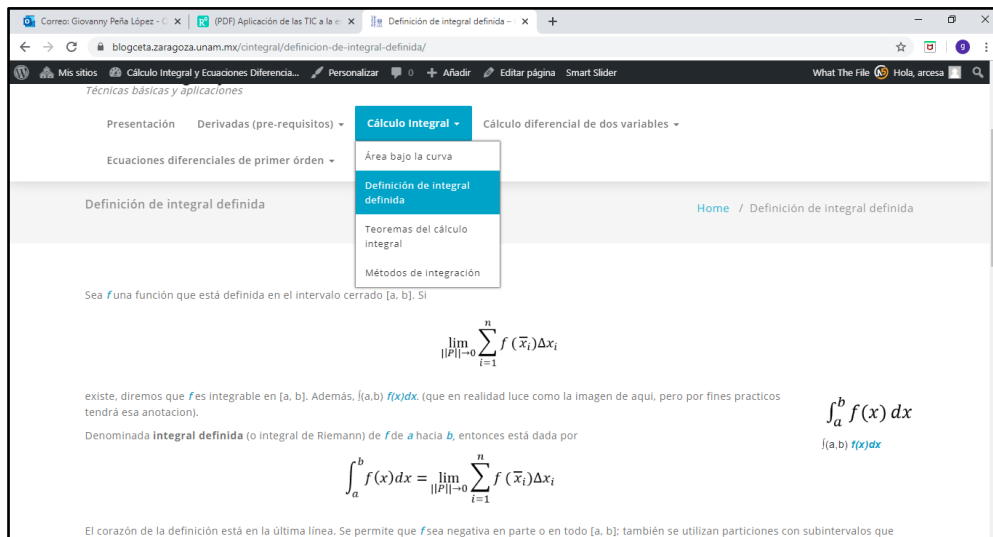 Correo: Giovanny Peña López - O
(PDF) Aplicación de las TIC a la e
Definición de integral definida –
blogceta.zaragoza.unam.mx/cintegral/definicion-de-integral-definida/
Mis sitios Cálculo Integral y Ecuaciones Diferencia... Personalizar 0 + Añadir Editar página Smart Slider What The File Hola, arcesa
Técnicas básicas y aplicaciones
Presentación Derivadas (pre-requisitos) Cálculo Integral Cálculo diferencial de dos variables
Ecuaciones diferenciales de primer órden
Área bajo la curva
Definición de integral
definida
Teoremas del cálculo
integral
Métodos de integración
Definición de integral definida
Home / Definición de integral definida
Sea f una función que está definida en el intervalo cerrado [a, b]. Si
lim ||P||→0 ∑ i=1 n f (x̅ᵢ)Δxᵢ
existe, diremos que f es integrable en [a, b]. Además, ∫(a,b) f(x)dx. (que en realidad luce como la imagen de aqui, pero por fines practicos
tendrá esa anotacion).
∫ₐᵇ f(x) dx
∫(a,b) f(x)dx
Denominada integral definida (o integral de Riemann) de f de a hacia b, entonces está dada por
∫ₐᵇ f(x)dx = lim ||P||→0 ∑ i=1 n f (x̅ᵢ)Δxᵢ
El corazón de la definición está en la última línea. Se permite que f sea negativa en parte o en todo [a, b]; también se utilizan particiones con subintervalos que